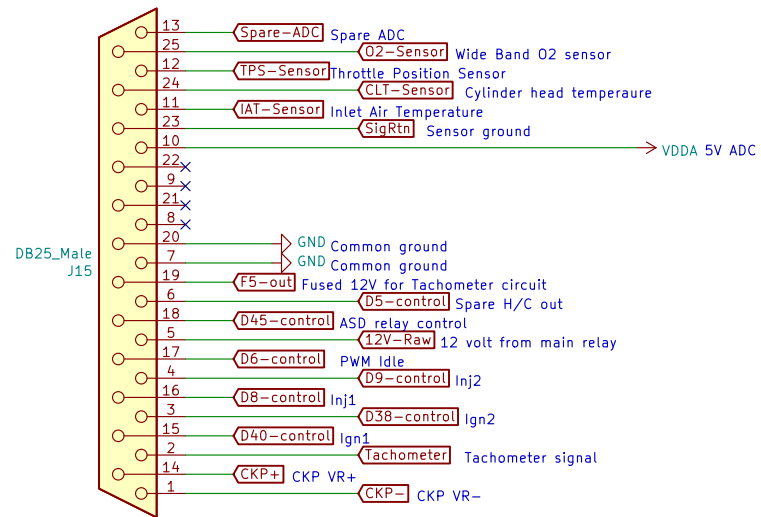 13 Spare-ADC Spare ADC
25 O2-Sensor Wide Band O2 sensor
12 TPS-Sensor Throttle Position Sensor
24 CLT-Sensor Cylinder head temperaure
11 IAT-Sensor Inlet Air Temperature
23 SigRtn Sensor ground
10 VDDA 5V ADC
22
9
21
8
20 GND Common ground
DB25_Male
7 GND Common ground
J15
19 F5-out Fused 12V for Tachometer circuit
6 D5-control Spare H/C out
18 D45-control ASD relay control
5 12V-Raw 12 volt from main relay
17 D6-control PWM Idle
4 D9-control Inj2
16 D8-control Inj1
3 D38-control Ign2
15 D40-control Ign1
2 Tachometer Tachometer signal
14 CKP+ CKP VR+
1 CKP- CKP VR-